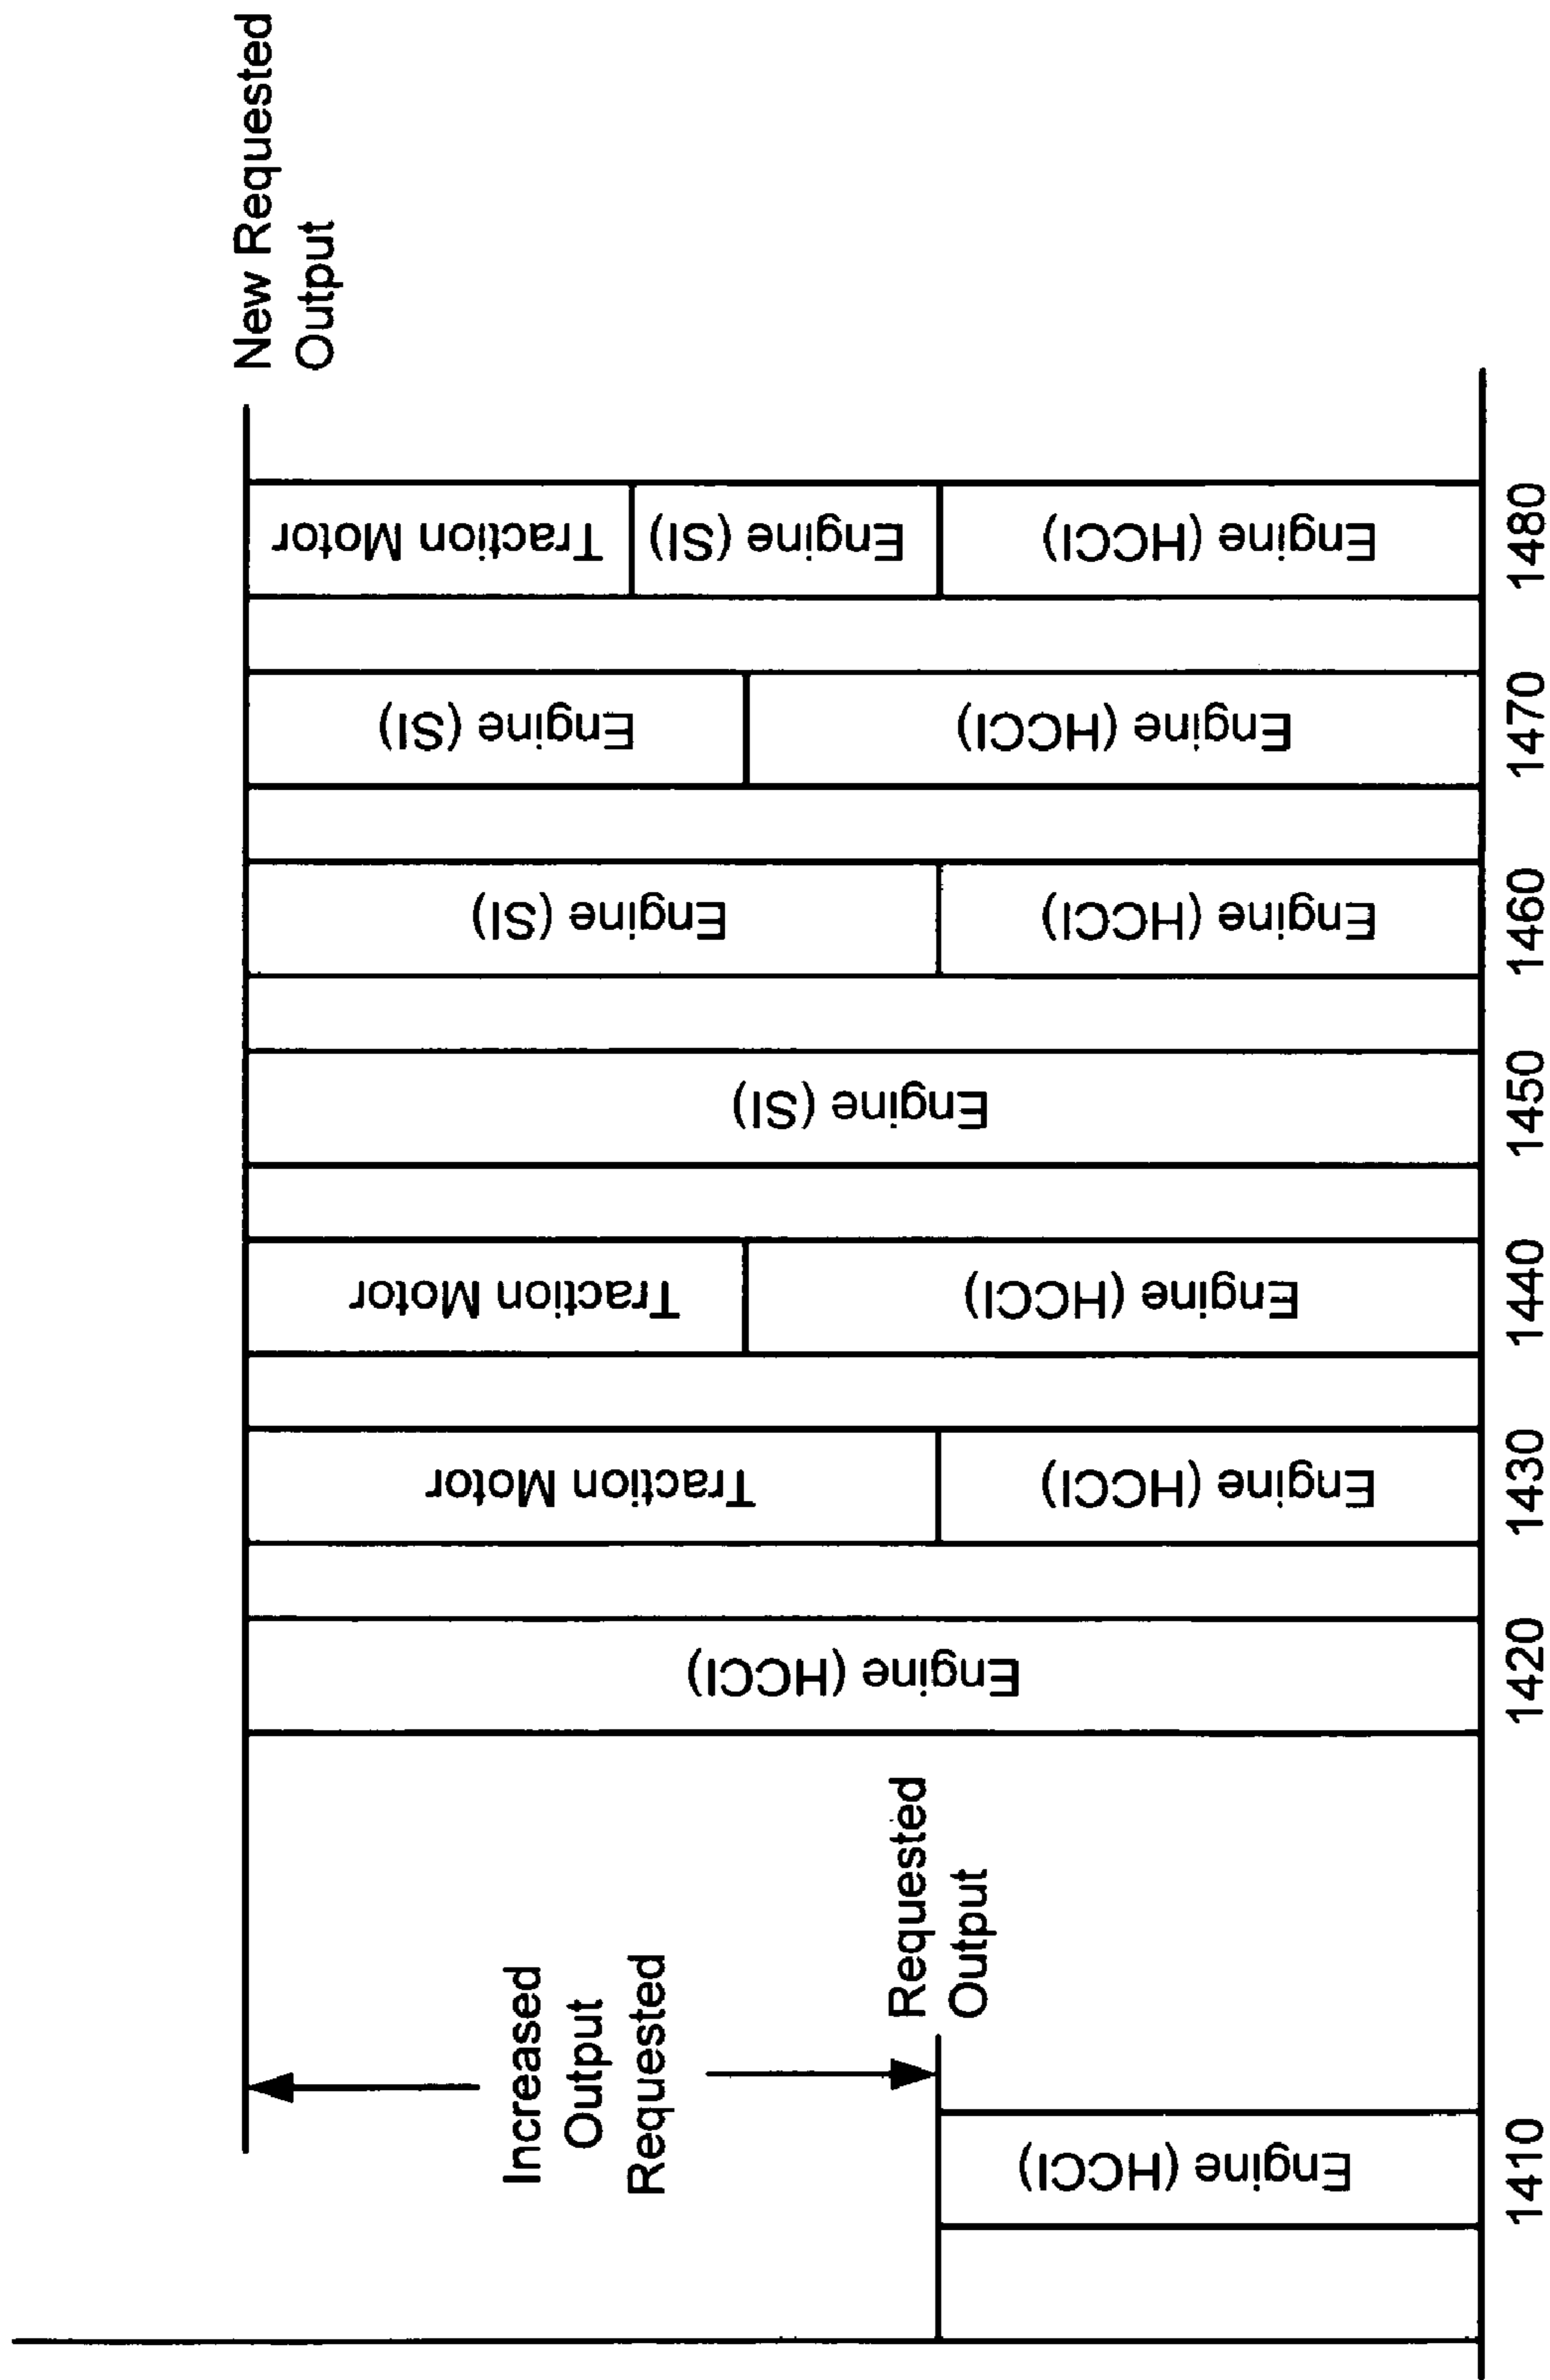 New Requested
Output
Increased
Output
Requested
Requested
Output
Engine (HCCI)
Engine (HCCI)
Traction Motor
Engine (HCCI)
Traction Motor
Engine (HCCI)
Engine (SI)
Engine (SI)
Engine (HCCI)
Engine (SI)
Engine (HCCI)
Traction Motor
Engine (SI)
Engine (HCCI)
1410
1420
1430
1440
1450
1460
1470
1480